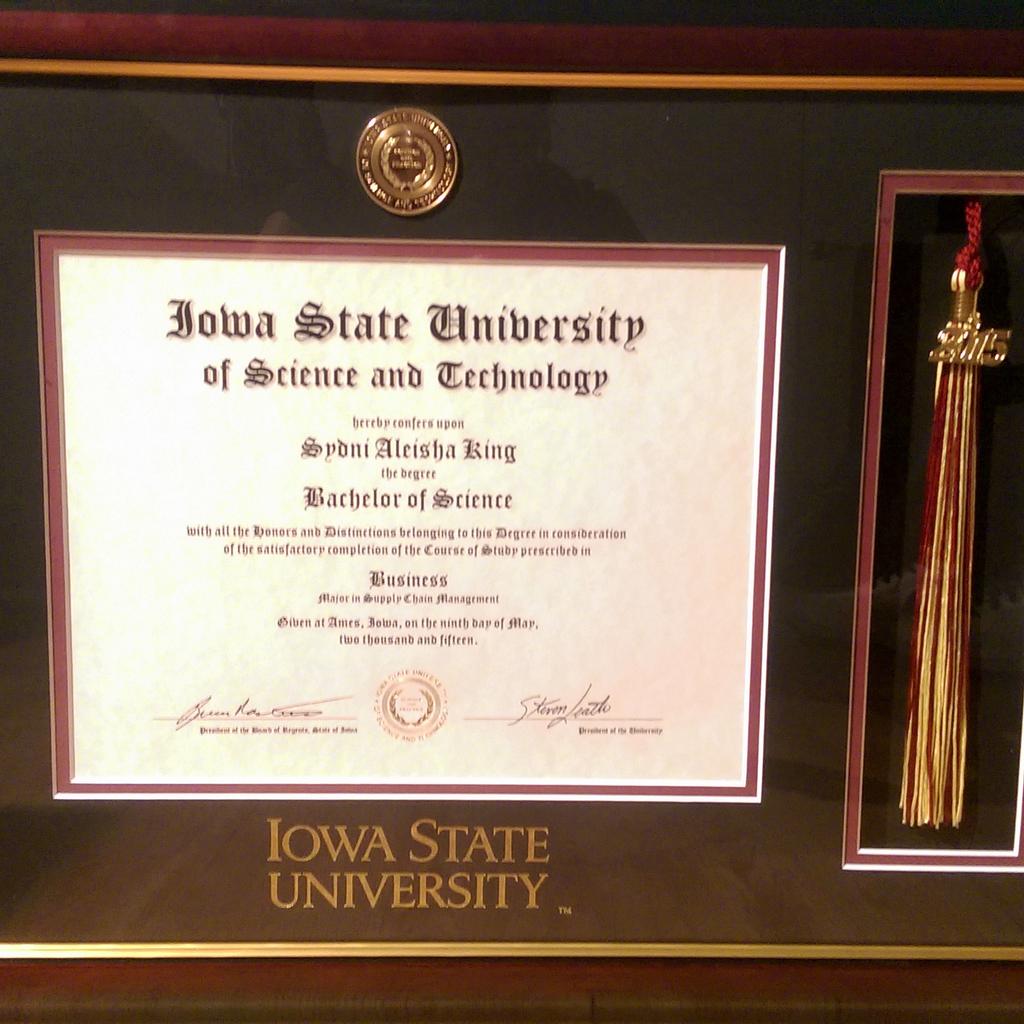 Iowa State University
of Science and Technology
hereby confers upon
Sydni Aleisha King
the degree
Bachelor of Science
with all the Honors and Distinctions belonging to this Degree in consideration
of the satisfactory completion of the Course of Study prescribed in
Business
Major in Supply Chain Management
Given at Ames, Iowa, on the ninth day of May,
two thousand and fifteen.
Steven Leath
President of the Board of Regents, State of Iowa
President of the University
2015
IOWA STATE
UNIVERSITY TM